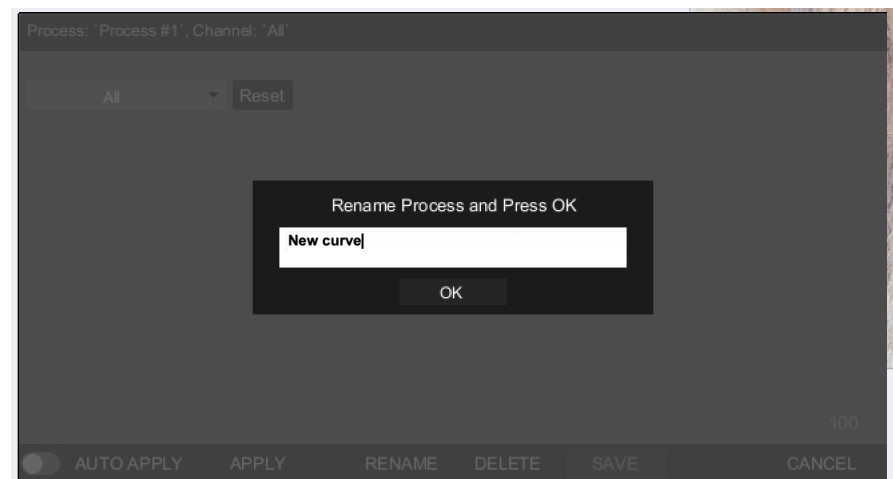 Process: `Process #1`, Channel: `All`
All
Reset
Rename Process and Press OK
New curve
OK
100
AUTO APPLY APPLY RENAME DELETE SAVE CANCEL